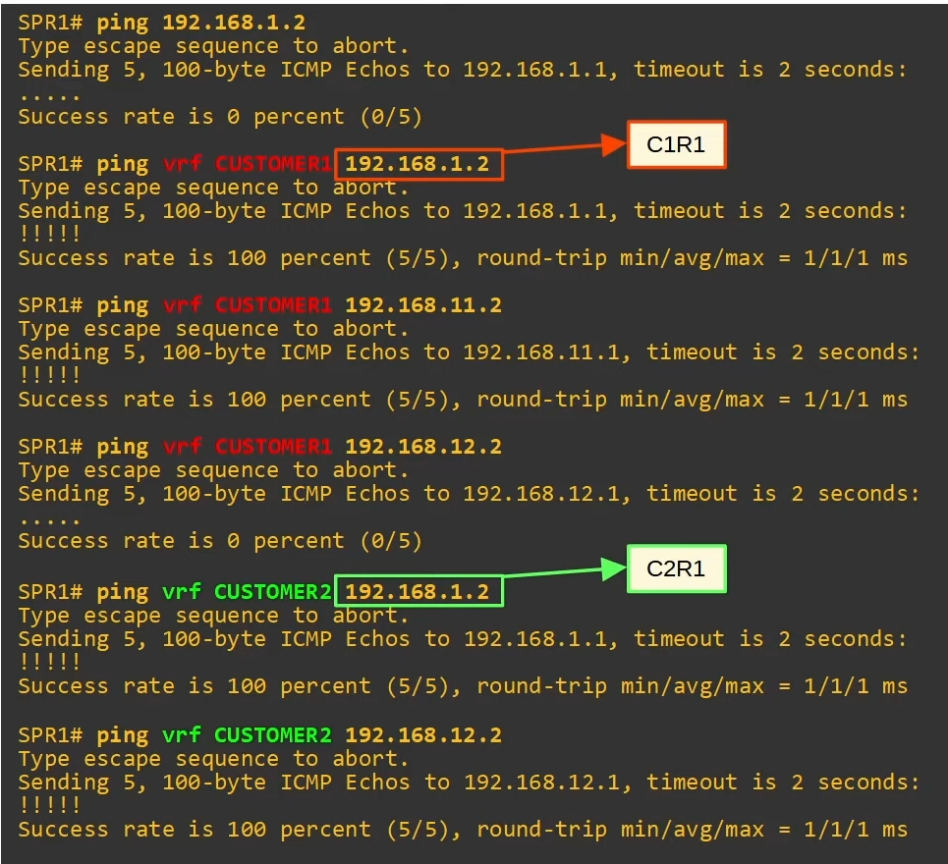 SPR1# ping 192.168.1.2
Type escape sequence to abort.
Sending 5, 100-byte ICMP Echos to 192.168.1.1, timeout is 2 seconds:
.....
Success rate is 0 percent (0/5)
C1R1
SPR1# ping vrf CUSTOMER1 192.168.1.2
Type escape sequence to abort.
Sending 5, 100-byte ICMP Echos to 192.168.1.1, timeout is 2 seconds:
!!!!!
Success rate is 100 percent (5/5), round-trip min/avg/max = 1/1/1 ms
SPR1# ping vrf CUSTOMER1 192.168.11.2
Type escape sequence to abort.
Sending 5, 100-byte ICMP Echos to 192.168.11.1, timeout is 2 seconds:
!!!!!
Success rate is 100 percent (5/5), round-trip min/avg/max = 1/1/1 ms
SPR1# ping vrf CUSTOMER1 192.168.12.2
Type escape sequence to abort.
Sending 5, 100-byte ICMP Echos to 192.168.12.1, timeout is 2 seconds:
.....
Success rate is 0 percent (0/5)
C2R1
SPR1# ping vrf CUSTOMER2 192.168.1.2
Type escape sequence to abort.
Sending 5, 100-byte ICMP Echos to 192.168.1.1, timeout is 2 seconds:
!!!!!
Success rate is 100 percent (5/5), round-trip min/avg/max = 1/1/1 ms
SPR1# ping vrf CUSTOMER2 192.168.12.2
Type escape sequence to abort.
Sending 5, 100-byte ICMP Echos to 192.168.12.1, timeout is 2 seconds:
!!!!!
Success rate is 100 percent (5/5), round-trip min/avg/max = 1/1/1 ms